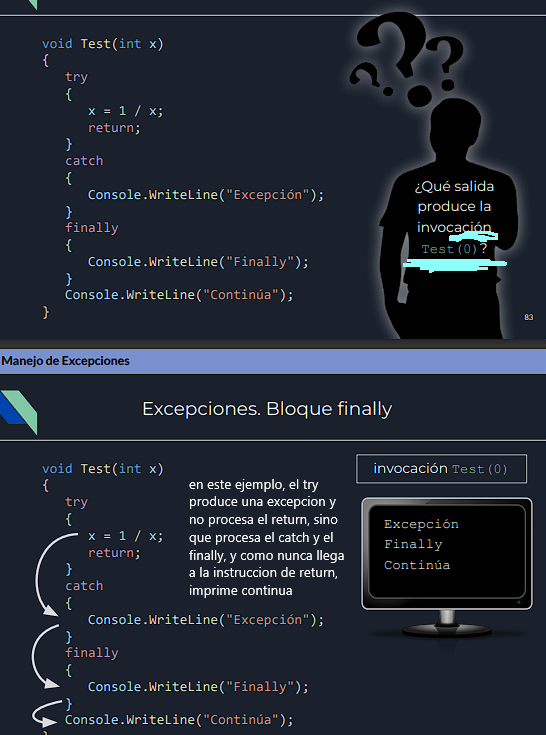 void Test(int x)
{
try
{
x = 1 / x;
return;
}
catch
{
Console.WriteLine("Excepción");
}
finally
{
Console.WriteLine("Finally");
}
Console.WriteLine("Continúa");
}
¿Qué salida
produce la
invocación
Test(0)?
83
Manejo de Excepciones
Excepciones. Bloque finally
void Test(int x)
{
try
{
x = 1 / x;
return;
}
catch
{
Console.WriteLine("Excepción");
}
finally
{
Console.WriteLine("Finally");
}
Console.WriteLine("Continúa");
}
en este ejemplo, el try
produce una excepcion y
no procesa el return, sino
que procesa el catch y el
finally, y como nunca llega
a la instruccion de return,
imprime continua
invocación Test(0)
Excepción
Finally
Continúa